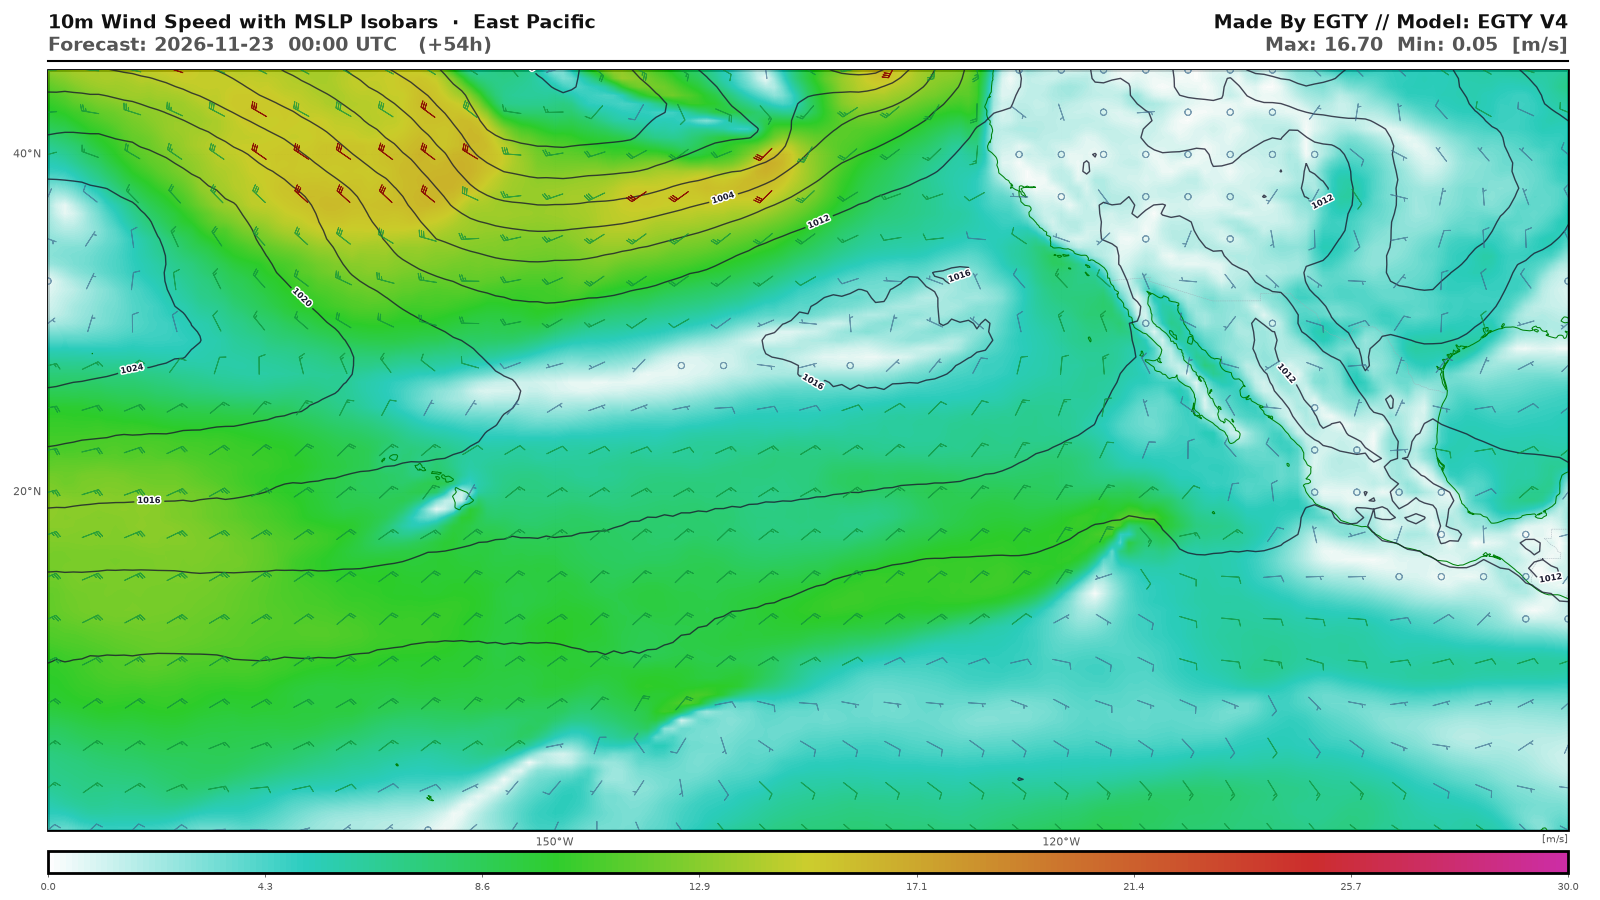 10m Wind Speed with MSLP Isobars · East Pacific
Made By EGTY // Model: EGTY V4
Forecast: 2026-11-23 00:00 UTC (+54h)
Max: 16.70 Min: 0.05 [m/s]
40°N
20°N
1004
1012
1012
1016
1020
1024
1016
1012
1016
1012
150°W
120°W
[m/s]
0.0
4.3
8.6
12.9
17.1
21.4
25.7
30.0